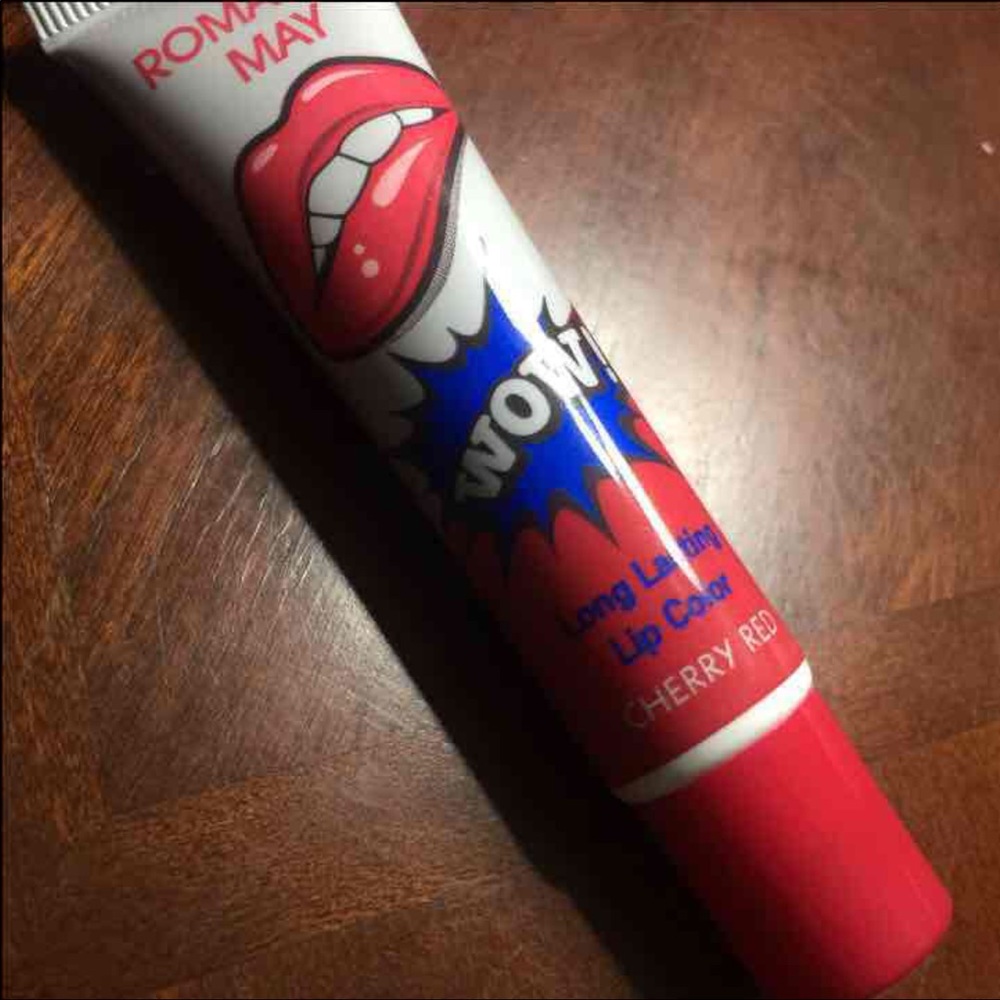 MAY
WOW!
Long Lasting
Lip Color
CHERRY RED